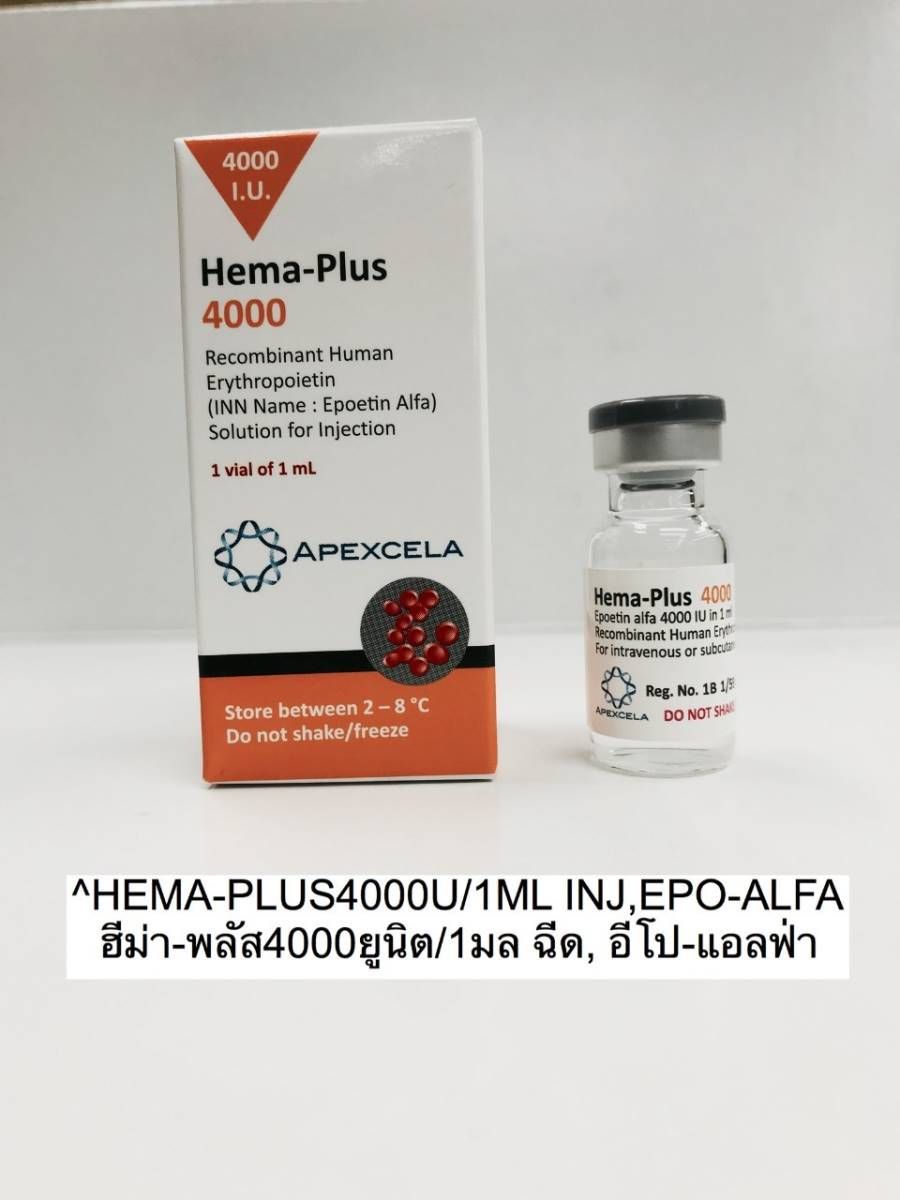 4000
I.U.
Hema-Plus
4000
Recombinant Human
Erythropoietin
(INN Name : Epoetin Alfa)
Solution for Injection
1 vial of 1 mL
APEXCELA
Store between 2 – 8 °C
Do not shake/freeze
Hema-Plus 4000
Epoetin alfa 4000 IU in 1
Recombinant Human
For intravenous or
Reg. No. 1B
APEXCELA
DO NOT
^HEMA-PLUS4000U/1ML INJ,EPO-ALFA
ฮีม่า-พลัส4000ยูนิต/1มล ฉีด, อีโป-แอลฟ่า